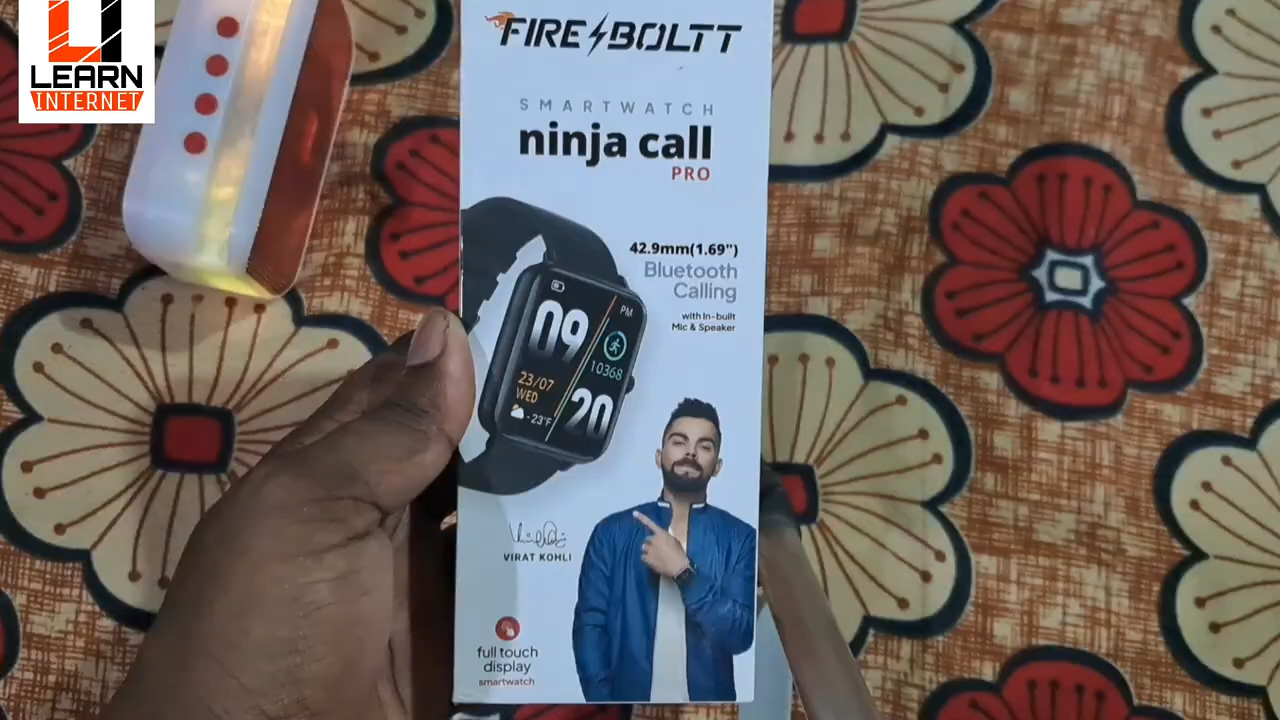 LEARN
INTERNET
FIRE BOLTT
SMARTWATCH
ninja call
PRO
42.9mm(1.69")
Bluetooth
Calling
with In-built
Mic & Speaker
PM
09
10368
23/07
WED
-23°F
20
VIRAT KOHLI
full touch
display
smartwatch